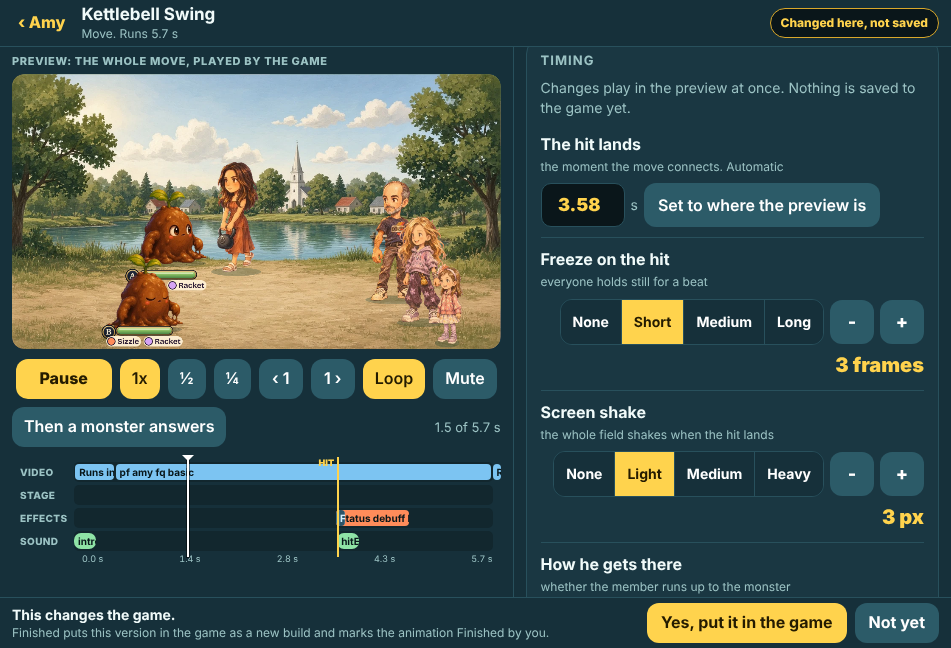 ‹ Amy
Kettlebell Swing
Move. Runs 5.7 s
Changed here, not saved
PREVIEW: THE WHOLE MOVE, PLAYED BY THE GAME
A
Racket
B
Sizzle Racket
Pause 1x ½ ¼ ‹ 1 1 › Loop Mute
Then a monster answers
1.5 of 5.7 s
HIT
VIDEO Runs in pf amy fq basic R
STAGE
EFFECTS F tatus debuff
SOUND intr hitE
0.0 s 1.4 s 2.8 s 4.3 s 5.7 s
TIMING
Changes play in the preview at once. Nothing is saved to
the game yet.
The hit lands
the moment the move connects. Automatic
3.58 s Set to where the preview is
Freeze on the hit
everyone holds still for a beat
None Short Medium Long - +
3 frames
Screen shake
the whole field shakes when the hit lands
None Light Medium Heavy - +
3 px
How he gets there
whether the member runs up to the monster
This changes the game.
Finished puts this version in the game as a new build and marks the animation Finished by you.
Yes, put it in the game
Not yet